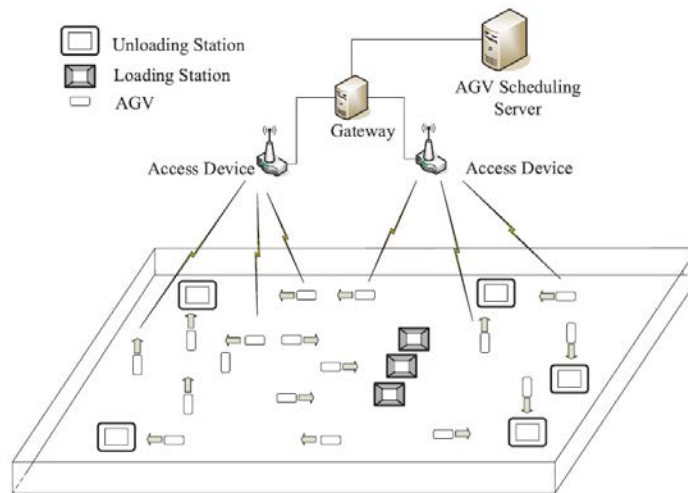 Unloading Station
Loading Station
AGV
AGV Scheduling
Server
Gateway
Access Device
Access Device